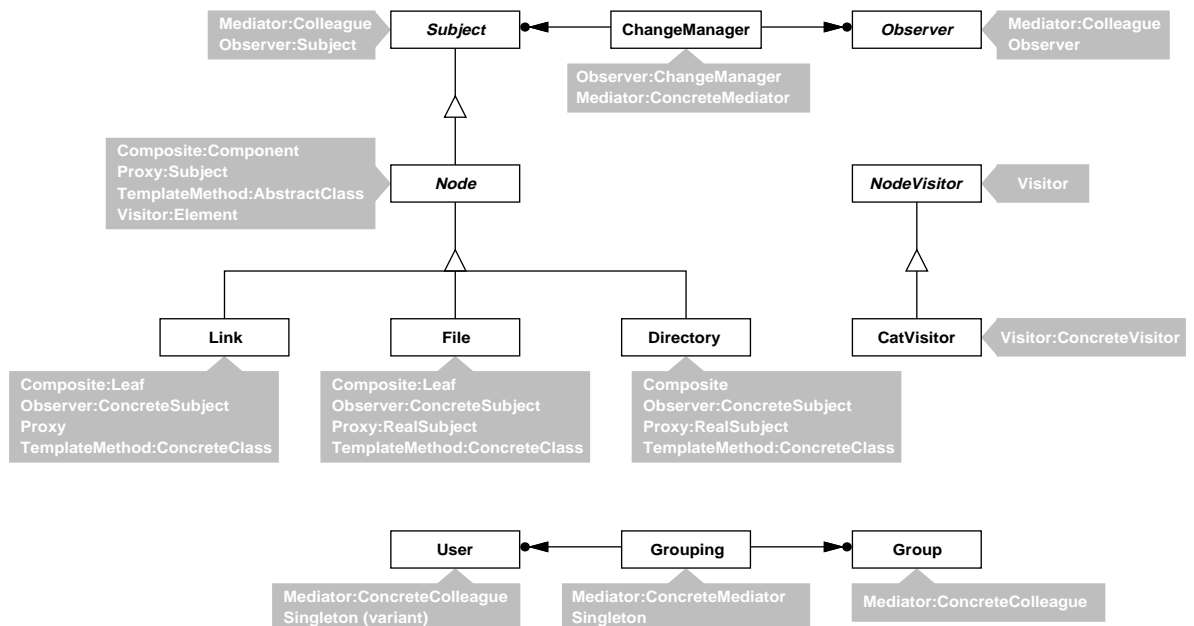 Mediator:Colleague
Observer:Subject
Subject
ChangeManager
Observer
Mediator:Colleague
Observer
Observer:ChangeManager
Mediator:ConcreteMediator
Composite:Component
Proxy:Subject
TemplateMethod:AbstractClass
Visitor:Element
Node
NodeVisitor
Visitor
Link
File
Directory
CatVisitor
Visitor:ConcreteVisitor
Composite:Leaf
Observer:ConcreteSubject
Proxy
TemplateMethod:ConcreteClass
Composite:Leaf
Observer:ConcreteSubject
Proxy:RealSubject
TemplateMethod:ConcreteClass
Composite
Observer:ConcreteSubject
Proxy:RealSubject
TemplateMethod:ConcreteClass
User
Grouping
Group
Mediator:ConcreteColleague
Singleton (variant)
Mediator:ConcreteMediator
Singleton
Mediator:ConcreteColleague